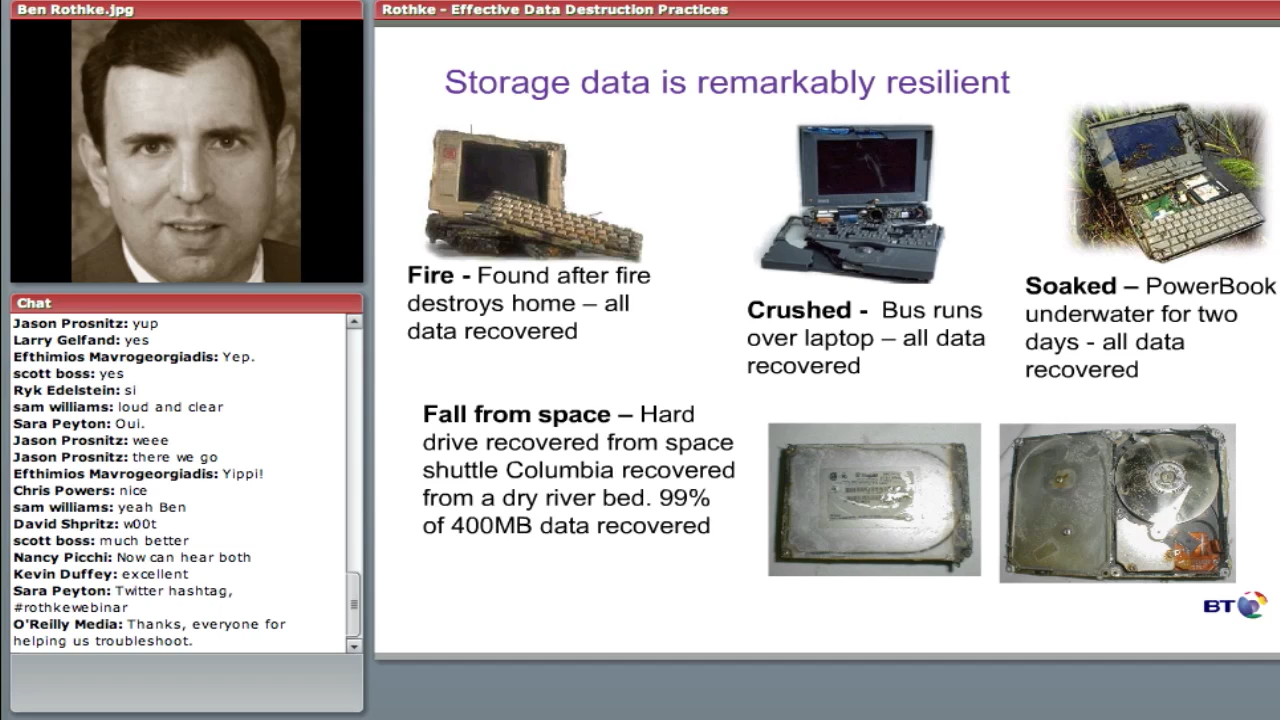 Ben Rothke.jpg
Chat
Jason Prosnitz: yup
Larry Gelfand: yes
Efthimios Mavrogeorgiadis: Yep.
scott boss: yes
Ryk Edelstein: si
sam williams: loud and clear
Sara Peyton: Oui.
Jason Prosnitz: weee
Jason Prosnitz: there we go
Efthimios Mavrogeorgiadis: Yippi!
Chris Powers: nice
sam williams: yeah Ben
David Shpritz: w00t
scott boss: much better
Nancy Picchi: Now can hear both
Kevin Duffey: excellent
Sara Peyton: Twitter hashtag,
#rothkewebinar
O'Reilly Media: Thanks, everyone for
helping us troubleshoot.
Rothke - Effective Data Destruction Practices
Storage data is remarkably resilient
Fire - Found after fire
destroys home – all
data recovered
Crushed - Bus runs
over laptop – all data
recovered
Soaked – PowerBook
underwater for two
days - all data
recovered
Fall from space – Hard
drive recovered from space
shuttle Columbia recovered
from a dry river bed. 99%
of 400MB data recovered
BT